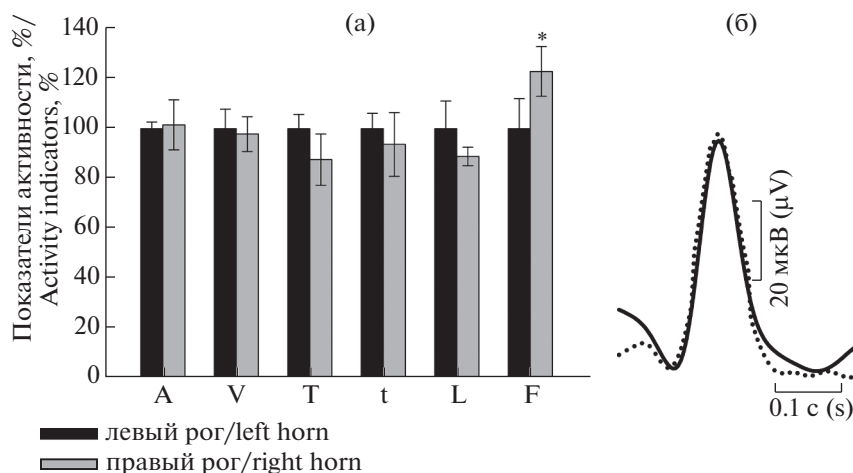 (а)
(б)
Показатели активности, %/
Activity indicators, %
140
120
100
80
60
40
20
0
*
A
V
T
t
L
F
20 мкВ (μV)
0.1 с (s)
левый рог/left horn
правый рог/right horn